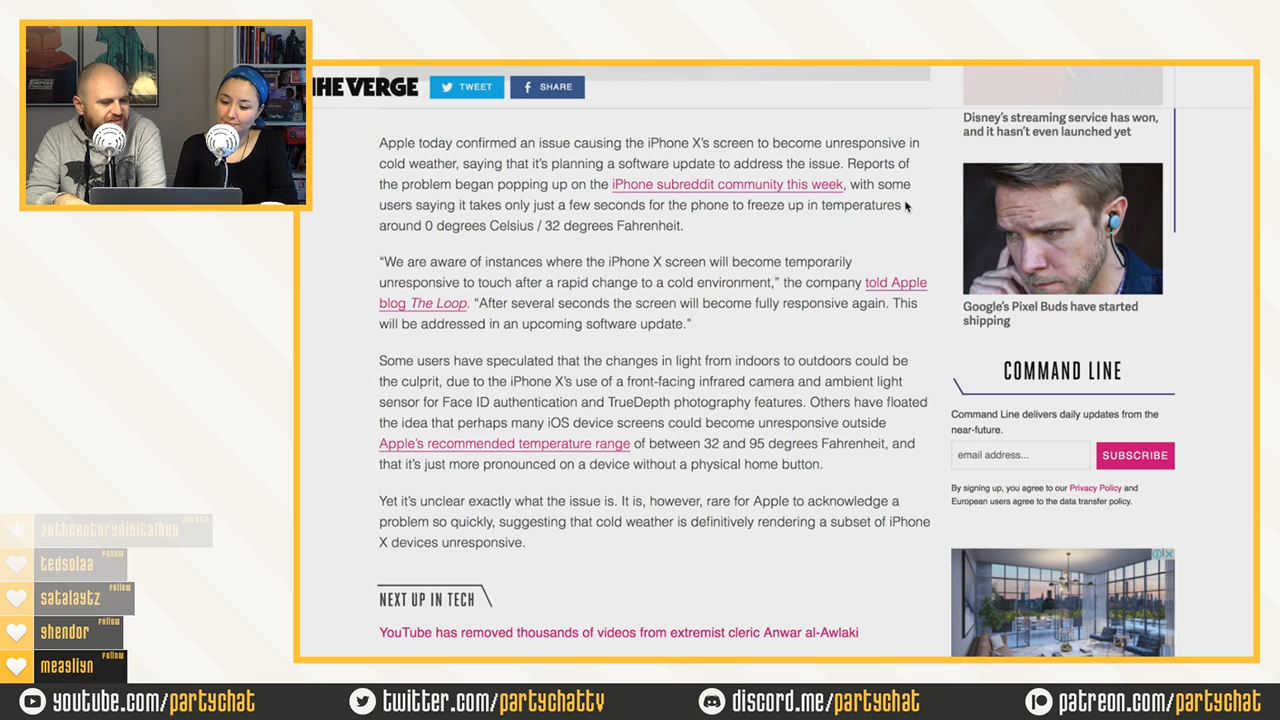 THE VERGE
TWEET
SHARE
Apple today confirmed an issue causing the iPhone X's screen to become unresponsive in
cold weather, saying that it's planning a software update to address the issue. Reports of
the problem began popping up on the iPhone subreddit community this week, with some
users saying it takes only just a few seconds for the phone to freeze up in temperatures
around 0 degrees Celsius / 32 degrees Fahrenheit.
“We are aware of instances where the iPhone X screen will become temporarily
unresponsive to touch after a rapid change to a cold environment,” the company told Apple
blog The Loop. “After several seconds the screen will become fully responsive again. This
will be addressed in an upcoming software update.”
Some users have speculated that the changes in light from indoors to outdoors could be
the culprit, due to the iPhone X's use of a front-facing infrared camera and ambient light
sensor for Face ID authentication and TrueDepth photography features. Others have floated
the idea that perhaps many iOS device screens could become unresponsive outside
Apple's recommended temperature range of between 32 and 95 degrees Fahrenheit, and
that it's just more pronounced on a device without a physical home button.
Yet it's unclear exactly what the issue is. It is, however, rare for Apple to acknowledge a
problem so quickly, suggesting that cold weather is definitively rendering a subset of iPhone
X devices unresponsive.
NEXT UP IN TECH
YouTube has removed thousands of videos from extremist cleric Anwar al-Awlaki
Disney's streaming service has won,
and it hasn't even launched yet
Google's Pixel Buds have started
shipping
COMMAND LINE
Command Line delivers daily updates from the
near-future.
email address...
SUBSCRIBE
By signing up, you agree to our Privacy Policy and
European users agree to the data transfer policy.
20thcenturydigitalboy
tedsolaa Follow
satalaytz Follow
ghendor Follow
meagliyn Follow
youtube.com/partychat
twitter.com/partychattv
discord.me/partychat
patreon.com/partychat